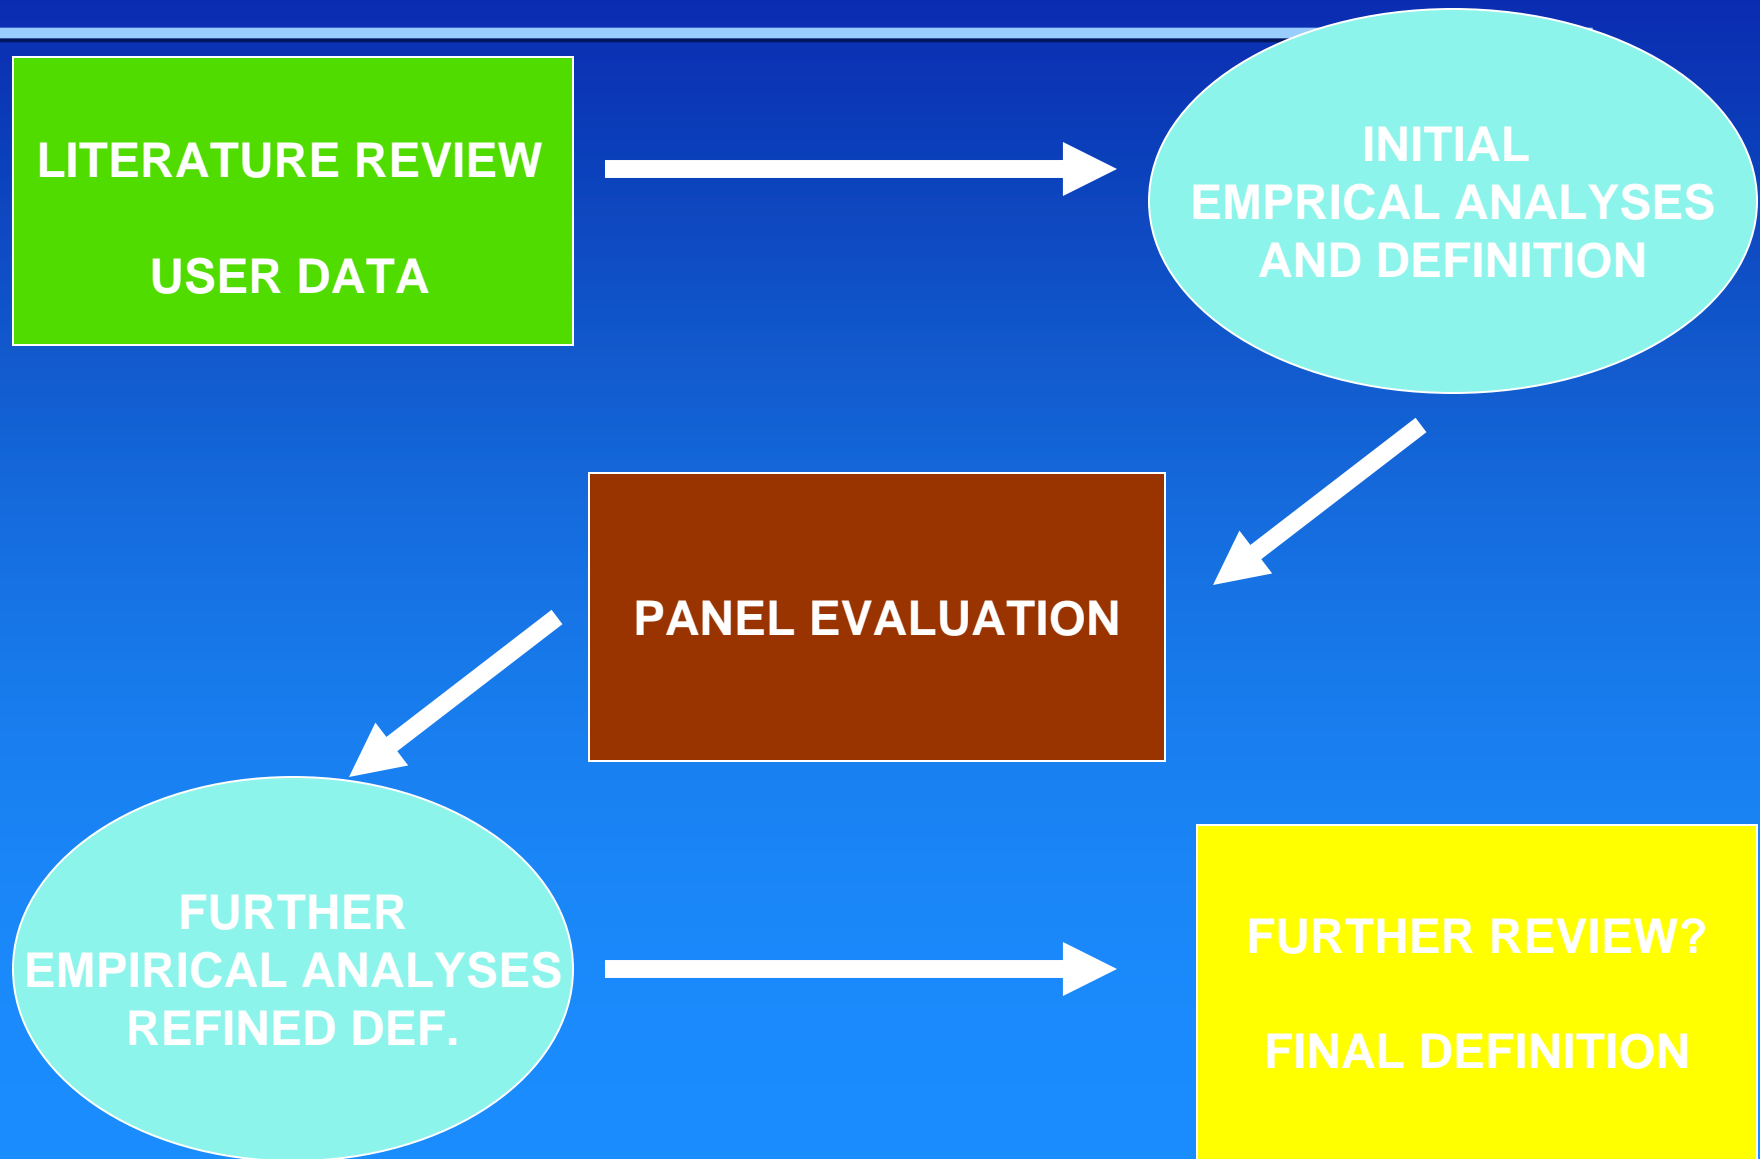 LITERATURE REVIEW
USER DATA
INITIAL
EMPRICAL ANALYSES
AND DEFINITION
PANEL EVALUATION
FURTHER
EMPIRICAL ANALYSES
REFINED DEF.
FURTHER REVIEW?
FINAL DEFINITION